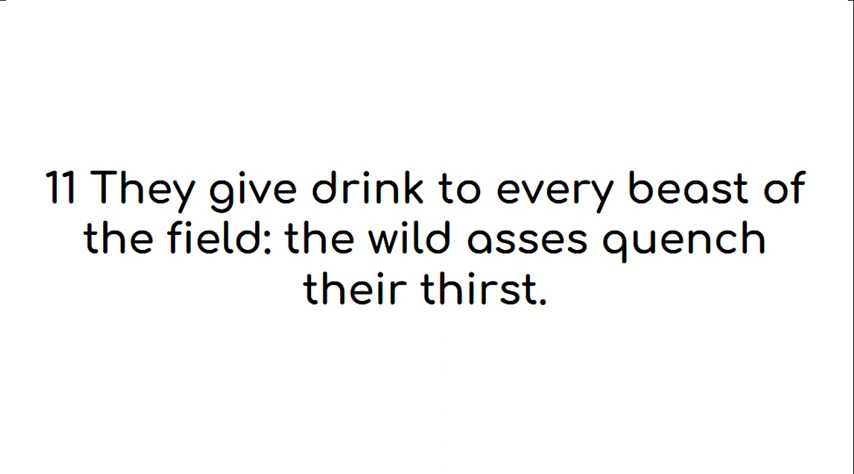 11 They give drink to every beast of
the field: the wild asses quench
their thirst.